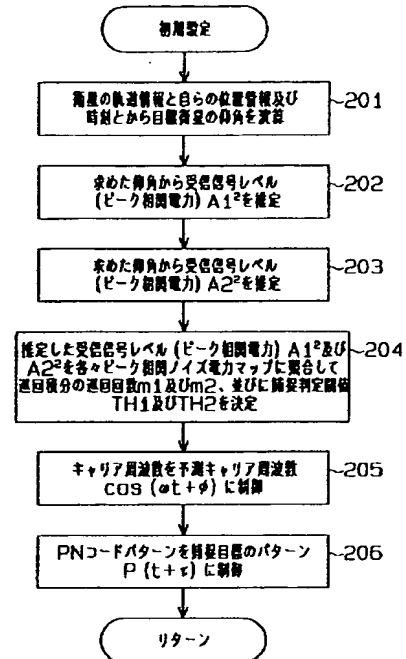 初期設定
衛星の軌道情報と自らの位置情報及び
時刻とから目標衛星の仰角を演算
201
求めた仰角から受信信号レベル
(ピーク相関電力) A1²を推定
202
求めた仰角から受信信号レベル
(ピーク相関電力) A2²を推定
203
推定した受信信号レベル (ピーク相関電力) A1²及び
A2²を各々ピーク相関ノイズ電力マップに照合して
巡回積分の巡回回数m1及びm2、並びに捕捉判定閾値
TH1及びTH2を決定
204
キャリア周波数を予測キャリア周波数
cos (ωt+φ) に制御
205
PNコードパターンを捕捉目標のパターン
P (t+τ) に制御
206
リターン